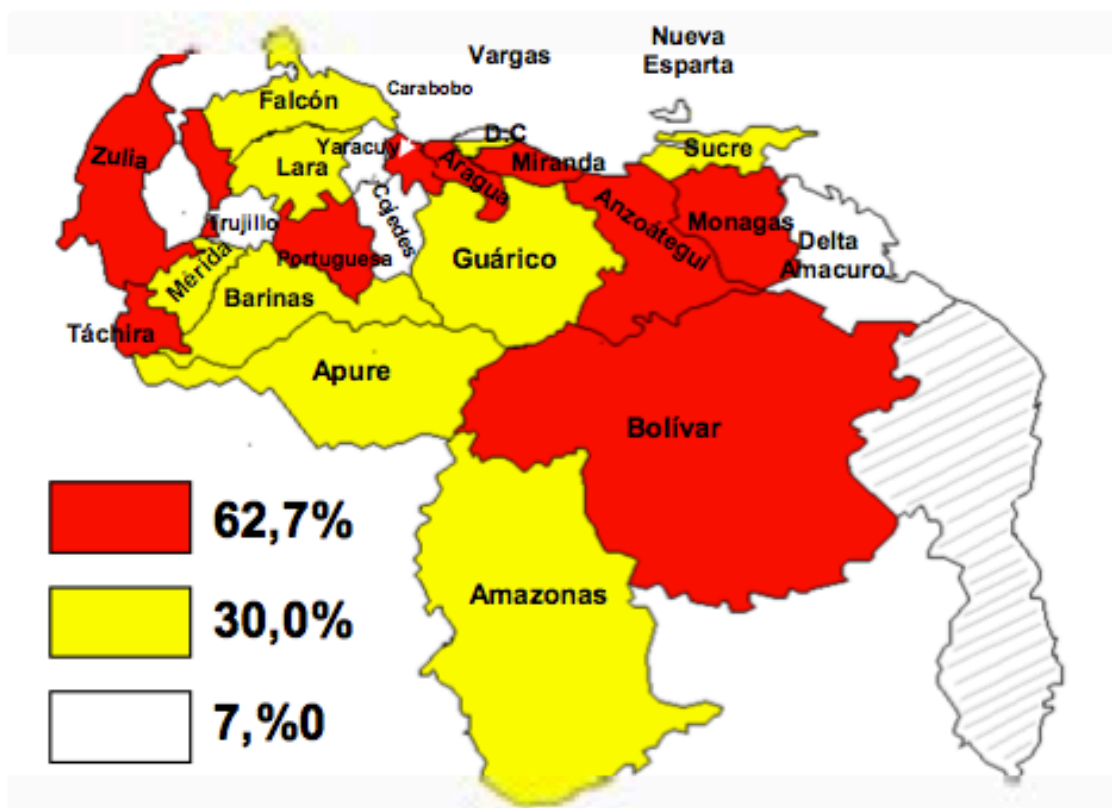 Nueva
Esparta
Vargas
Carabobo
Falcón
D.C
Yaracuy
Sucre
Zulia
Lara
Aragua
Miranda
Trujillo
Cojedes
Anzoátegui
Monagas
Delta
Amacuro
Portuguesa
Guárico
Mérida
Barinas
Táchira
Apure
Bolívar
62,7%
Amazonas
30,0%
7,%0